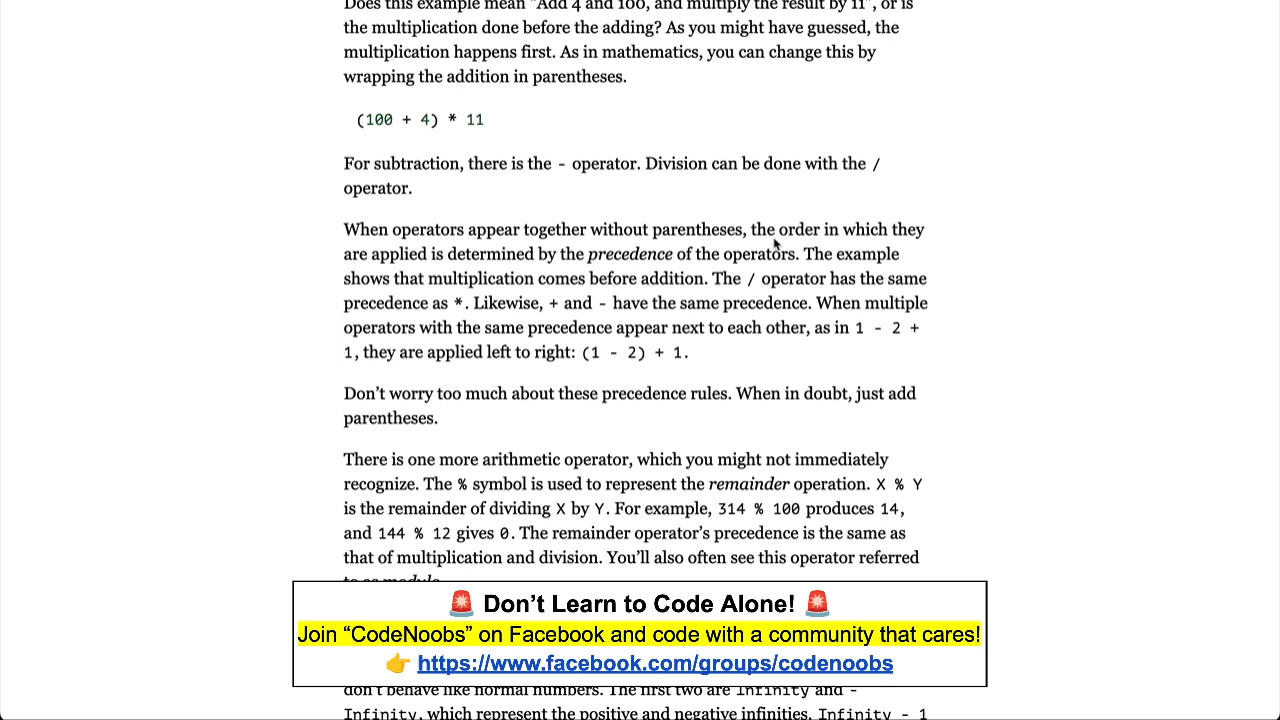 Does this example mean "Add 4 and 100, and multiply the result by 11", or is
the multiplication done before the adding? As you might have guessed, the
multiplication happens first. As in mathematics, you can change this by
wrapping the addition in parentheses.
(100 + 4) * 11
For subtraction, there is the - operator. Division can be done with the /
operator.
When operators appear together without parentheses, the order in which they
are applied is determined by the precedence of the operators. The example
shows that multiplication comes before addition. The / operator has the same
precedence as *. Likewise, + and - have the same precedence. When multiple
operators with the same precedence appear next to each other, as in 1 - 2 +
1, they are applied left to right: (1 - 2) + 1.
Don’t worry too much about these precedence rules. When in doubt, just add
parentheses.
There is one more arithmetic operator, which you might not immediately
recognize. The % symbol is used to represent the remainder operation. X % Y
is the remainder of dividing X by Y. For example, 314 % 100 produces 14,
and 144 % 12 gives 0. The remainder operator’s precedence is the same as
that of multiplication and division. You’ll also often see this operator referred
to as modulo.
🚨 Don’t Learn to Code Alone! 🚨
Join “CodeNoobs” on Facebook and code with a community that cares!
👉 https://www.facebook.com/groups/codenoobs
don’t behave like normal numbers. The first two are Infinity and -
Infinity, which represent the positive and negative infinities. Infinity - 1